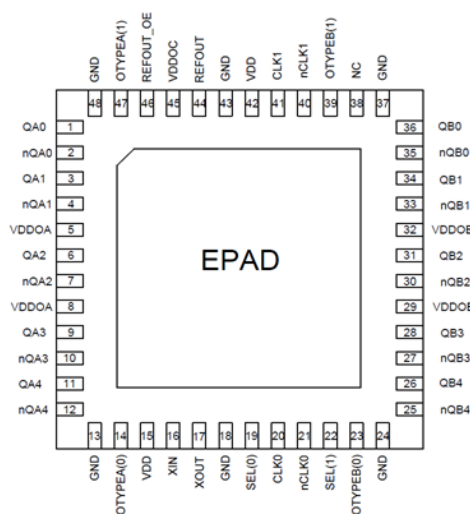 GND
OTYPEA(1)
REFOUT_OE
VDDOC
REFOUT
GND
VDD
CLK1
nCLK1
OTYPEB(1)
NC
GND
48 47 46 45 44 43 42 41 40 39 38 37
QA0 1 36 QB0
nQA0 2 35 nQB0
QA1 3 34 QB1
nQA1 4 33 nQB1
VDDOA 5 32 VDDOB
QA2 6 31 QB2
nQA2 7 30 nQB2
VDDOA 8 29 VDDOB
QA3 9 28 QB3
nQA3 10 27 nQB3
QA4 11 26 QB4
nQA4 12 25 nQB4
EPAD
13 14 15 16 17 18 19 20 21 22 23 24
GND
OTYPEA(0)
VDD
XIN
XOUT
GND
SEL(0)
CLK0
nCLK0
SEL(1)
OTYPEB(0)
GND